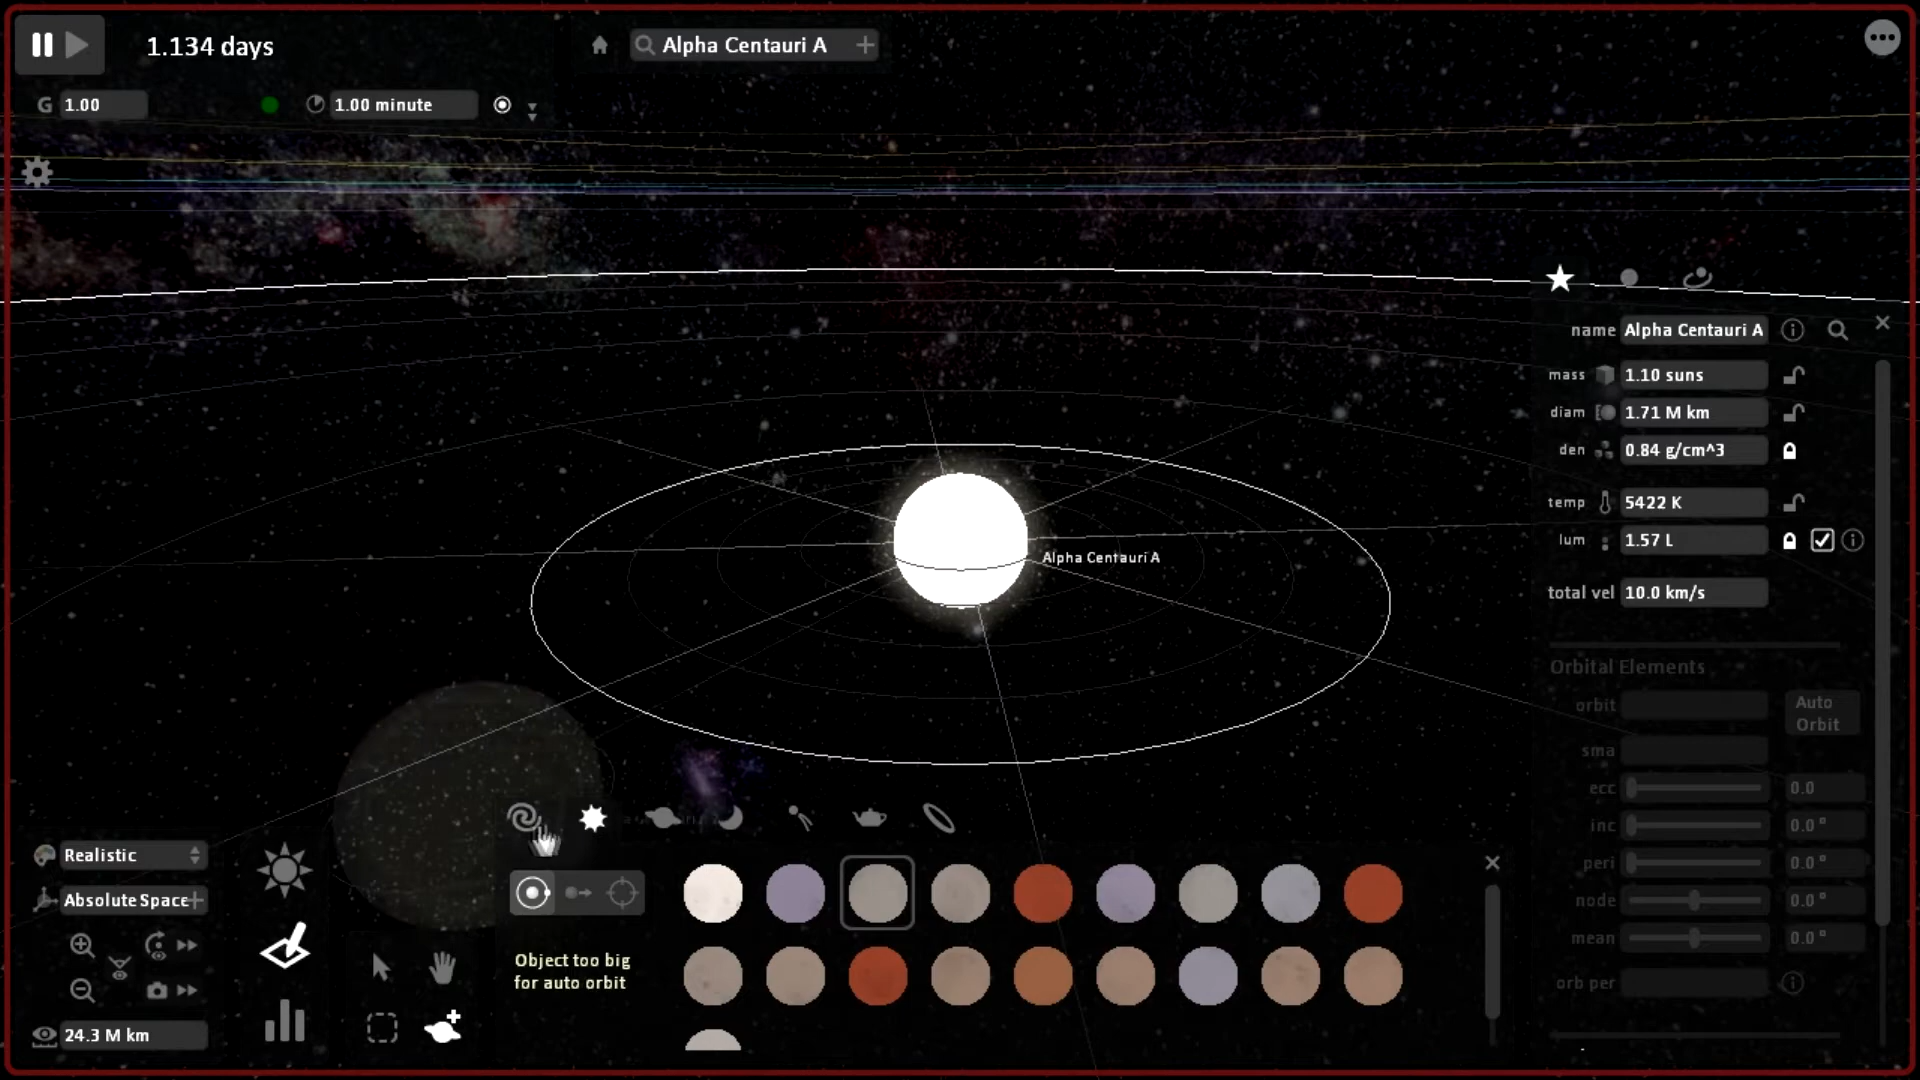 1.134 days
Alpha Centauri A
G 1.00
1.00 minute
name Alpha Centauri A
mass 1.10 suns
diam 1.71 M km
den 0.84 g/cm^3
temp 5422 K
lum 1.57 L
total vel 10.0 km/s
Alpha Centauri A
Orbital Elements
orbit
Auto
Orbit
sma
ecc 0.0
inc 0.0 °
peri 0.0 °
node 0.0 °
mean 0.0 °
orb per
Realistic
Absolute Space
24.3 M km
Object too big
for auto orbit